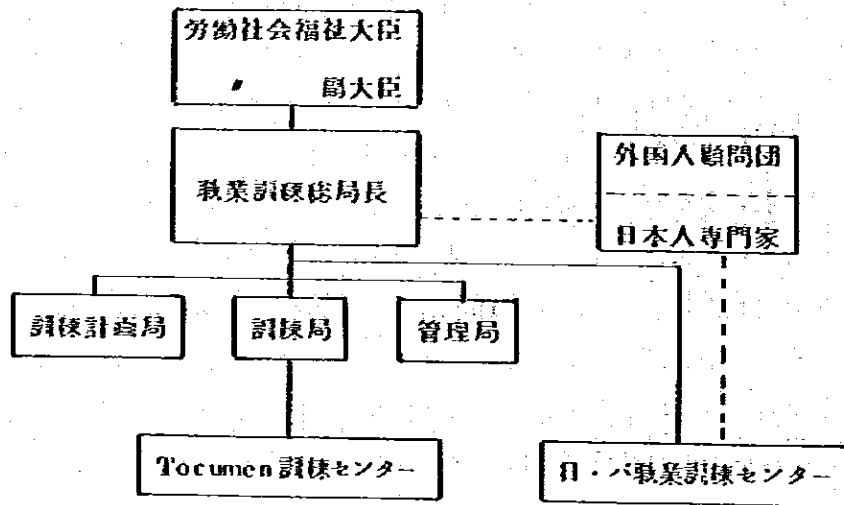 労働社会福祉大臣
〃 副大臣
職業訓練総局長
外国人顧問団
日本人専門家
訓練計画局
訓練局
管理局
Tocumen 訓練センター
日・パ職業訓練センター